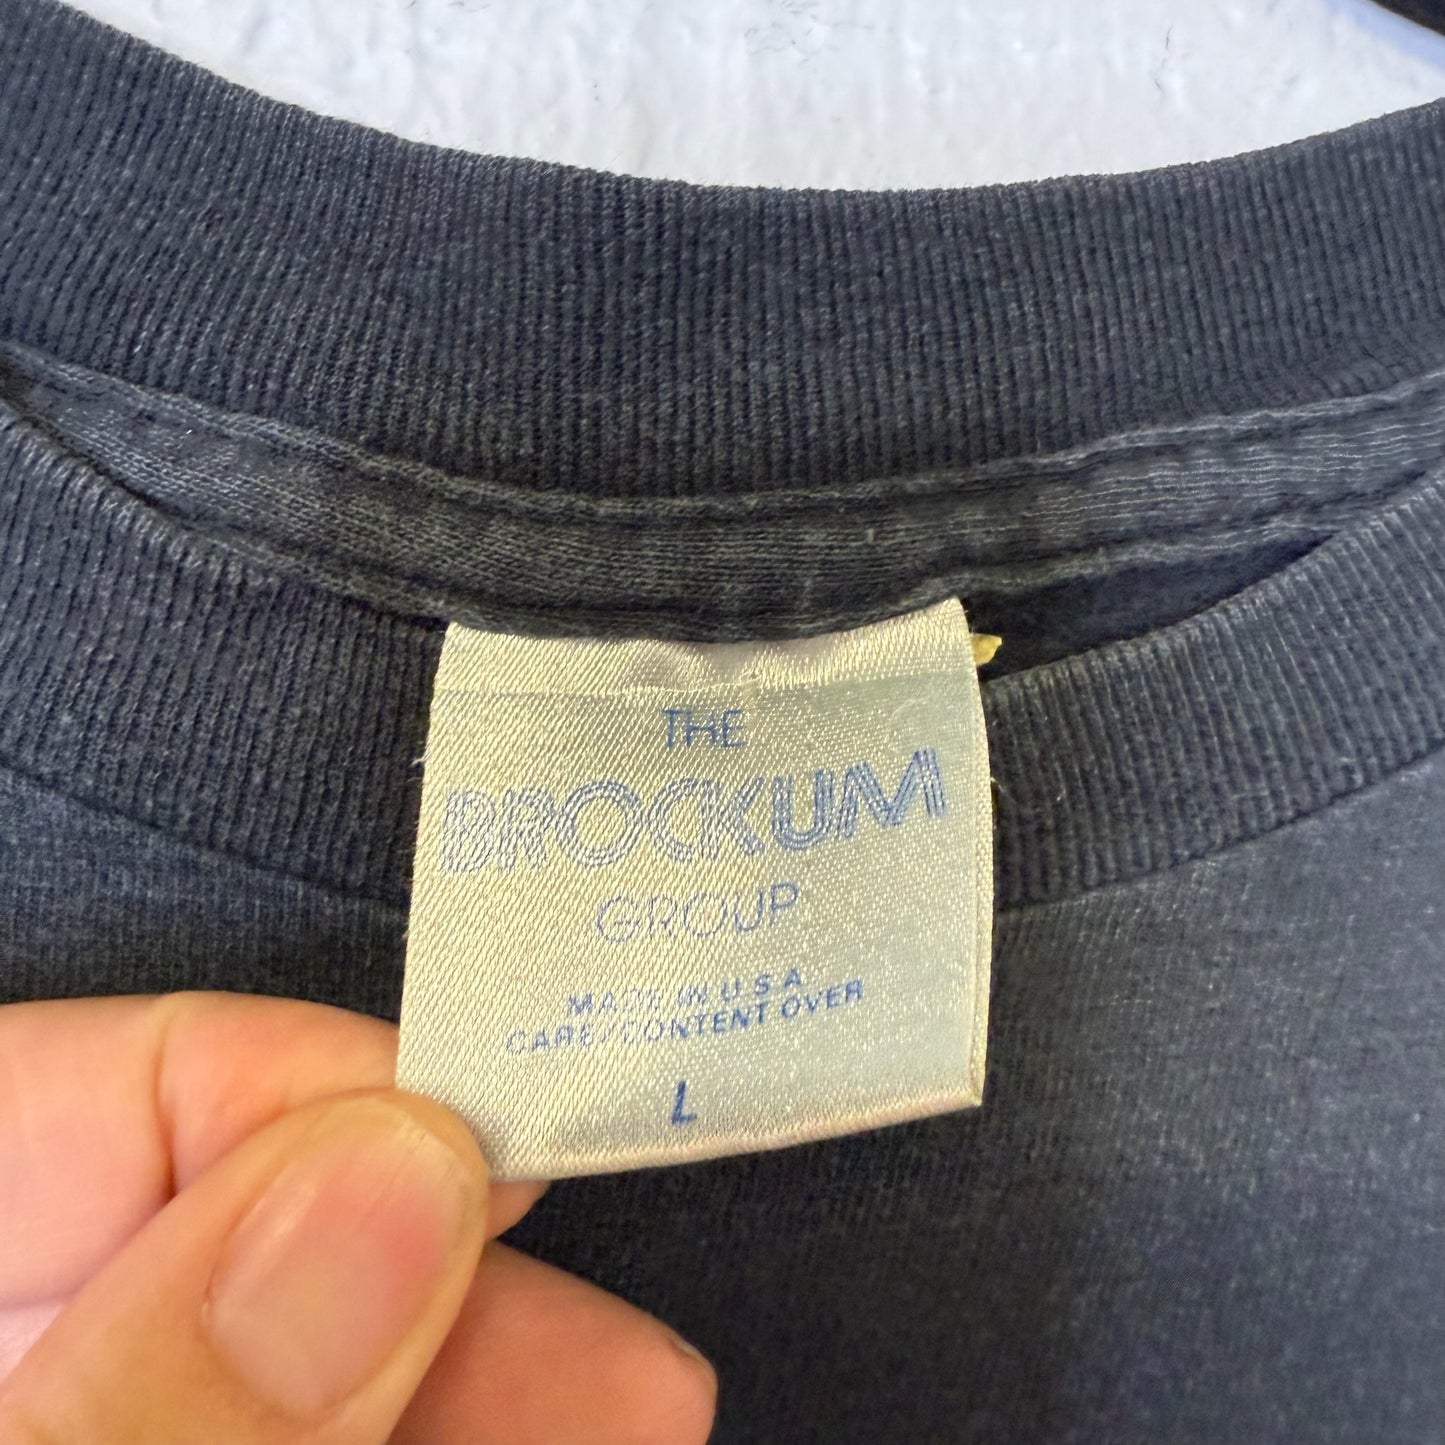 THE
BROCKUM
GROUP
MADE IN U S A
CARE/CONTENT OVER
L